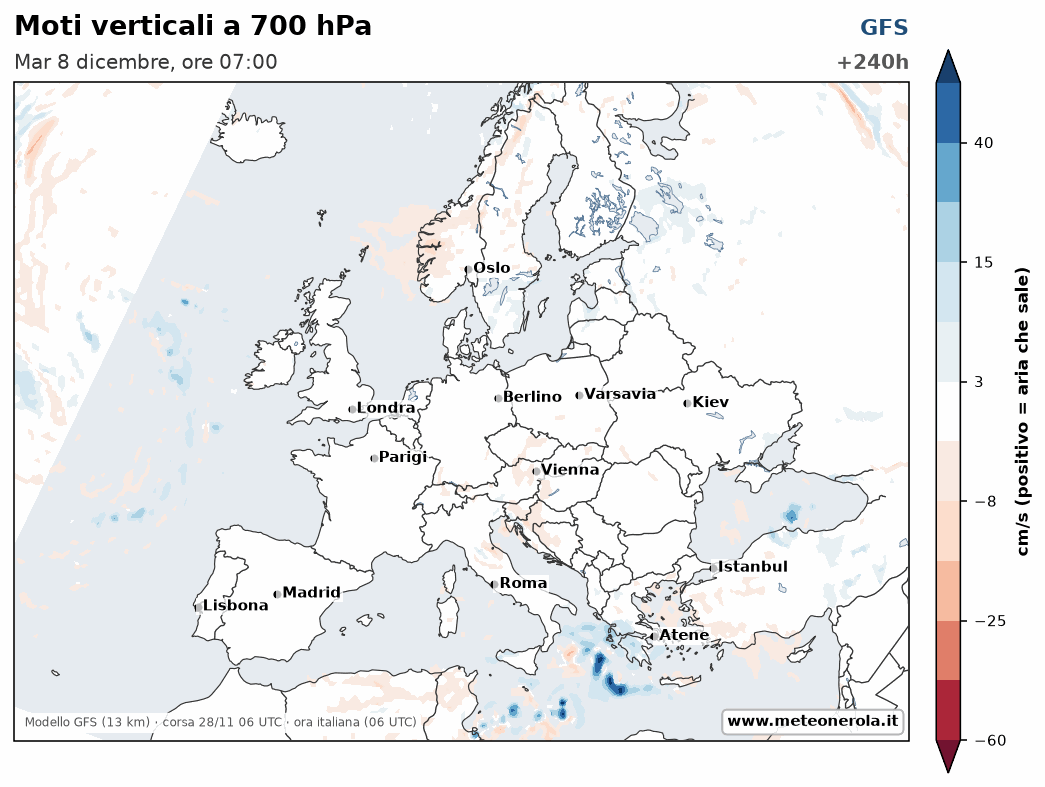 Moti verticali a 700 hPa
GFS
Mar 8 dicembre, ore 07:00
+240h
Oslo
Londra
Berlino
Varsavia
Kiev
Parigi
Vienna
Istanbul
Roma
Madrid
Lisbona
Atene
Modello GFS (13 km) · corsa 28/11 06 UTC · ora italiana (06 UTC)
www.meteonerola.it
40
15
3
−8
−25
−60
cm/s (positivo = aria che sale)